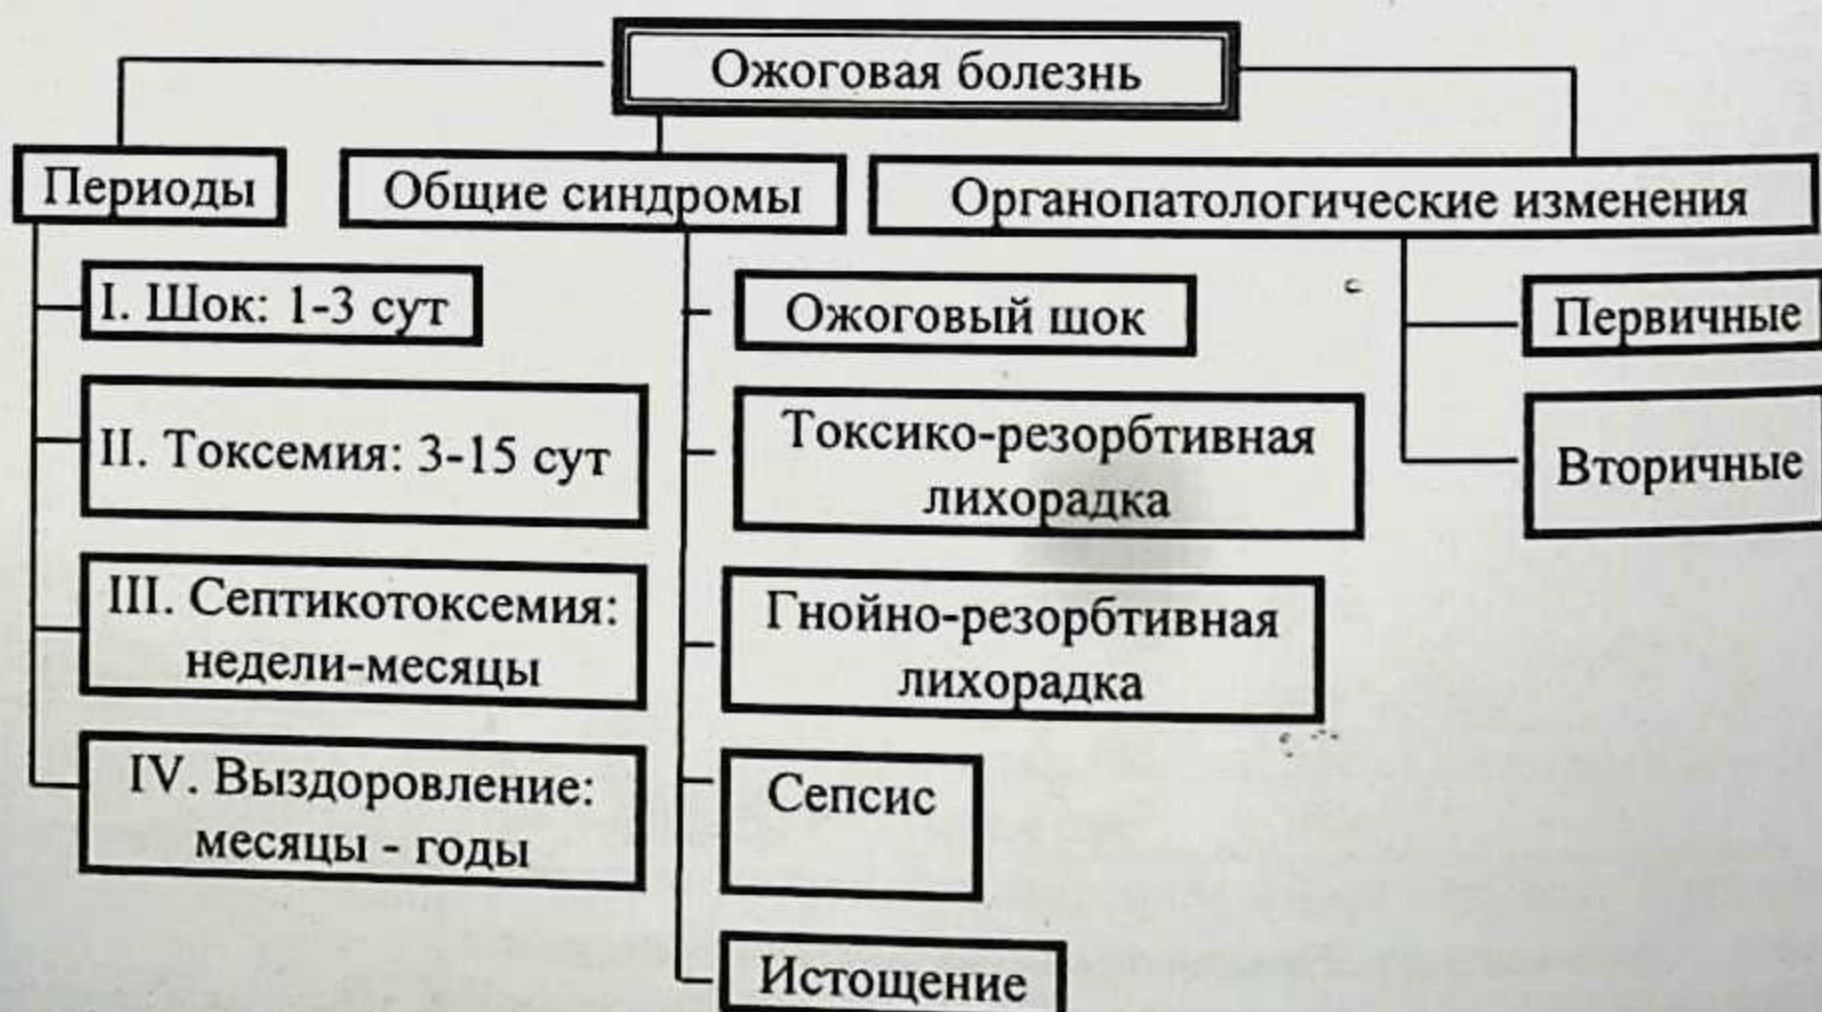 Ожоговая болезнь
Периоды
Общие синдромы
Органопатологические изменения
I. Шок: 1-3 сут
II. Токсемия: 3-15 сут
III. Септикотоксемия:
недели-месяцы
IV. Выздоровление:
месяцы - годы
Ожоговый шок
Токсико-резорбтивная
лихорадка
Гнойно-резорбтивная
лихорадка
Сепсис
Истощение
Первичные
Вторичные